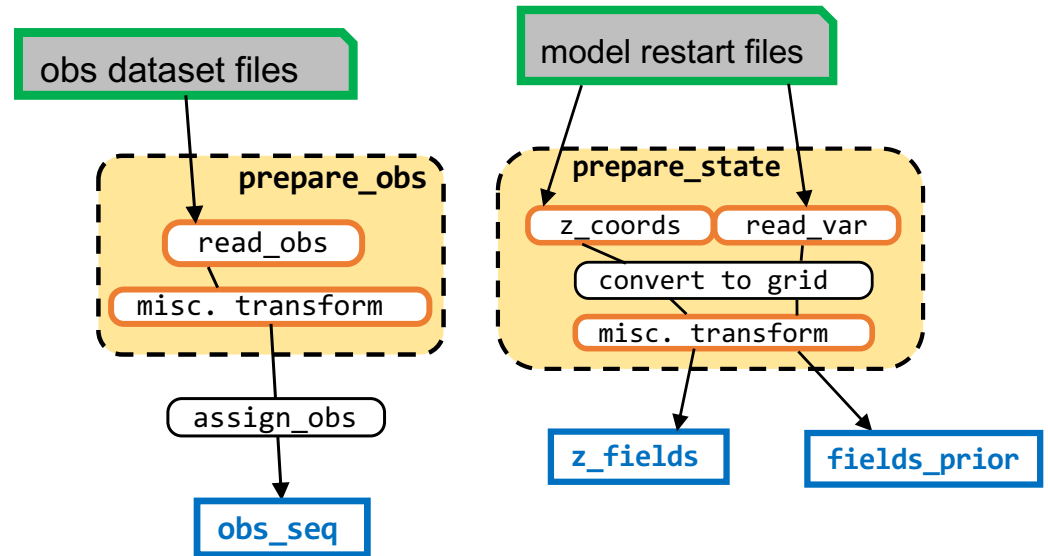 obs dataset files
prepare_obs
read_obs
misc. transform
assign_obs
obs_seq
model restart files
prepare_state
z_coords
read_var
convert to grid
misc. transform
z_fields
fields_prior